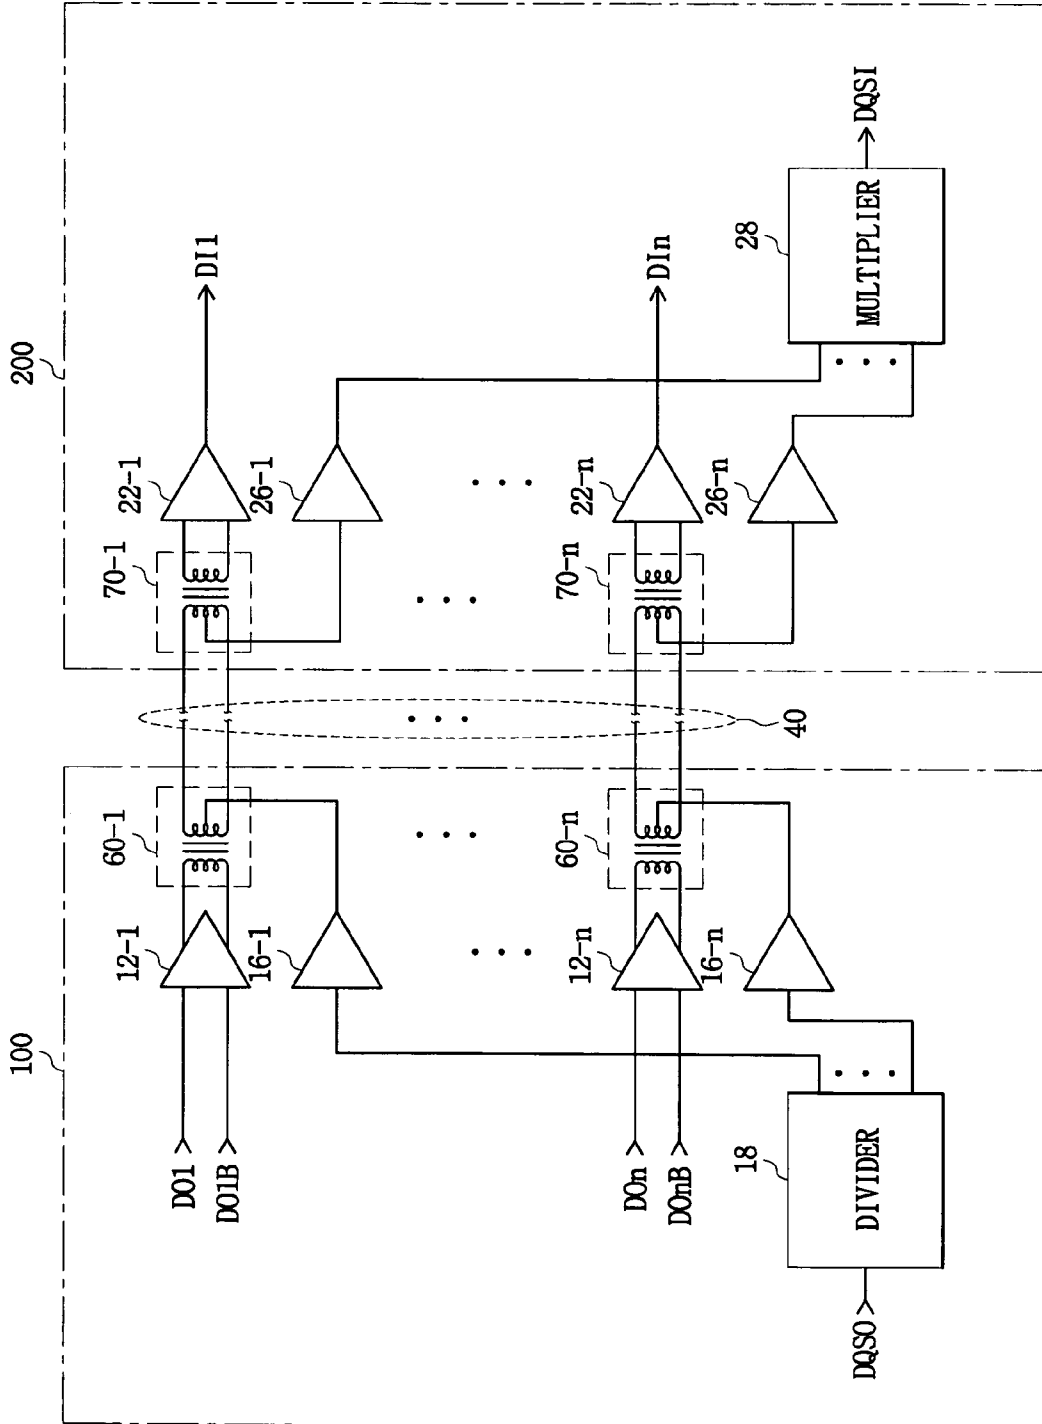 100
200
DO1
DO1B
12-1
60-1
70-1
22-1
DI1
16-1
26-1
DOn
DOnB
12-n
60-n
70-n
22-n
DIn
16-n
26-n
40
18
DIVIDER
DQSO
28
MULTIPLIER
DQSI